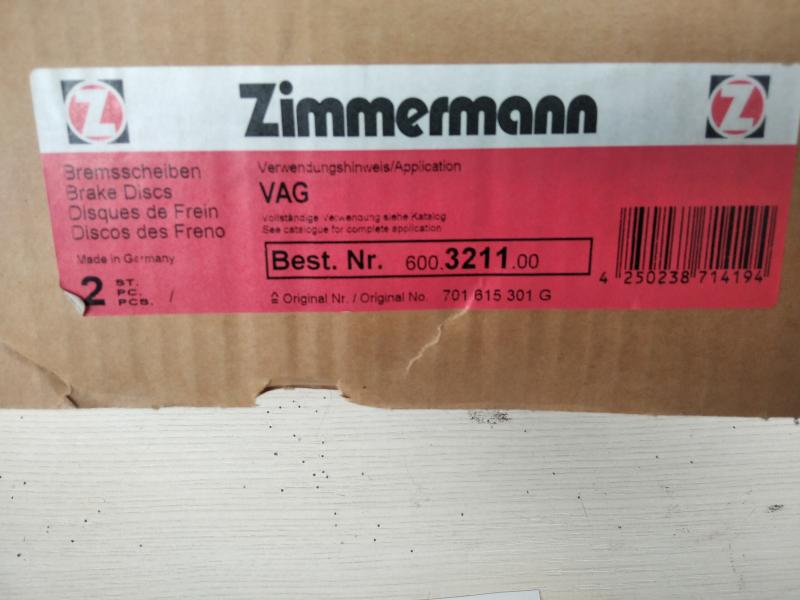 Z Zimmermann Z
Bremsscheiben
Brake Discs
Disques de Frein
Discos des Freno
Made in Germany
2 ST.
PC.
PCS. /
Verwendungshinweis/Application
VAG
Vollständige Verwendung siehe Katalog
See catalogue for complete application
Best. Nr. 600.3211.00
≙ Original Nr. / Original No. 701 615 301 G
4 250238 714194